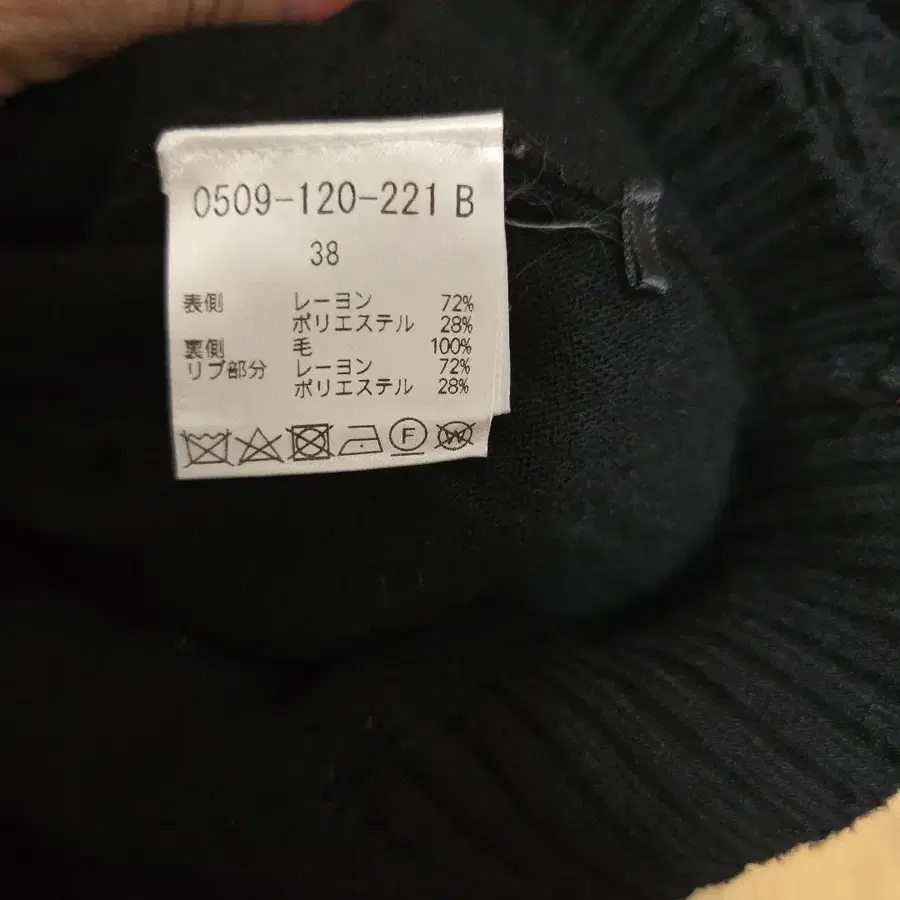 0509-120-221 B
38
表側 レーヨン 72%
ポリエステル 28%
裏側 毛 100%
リブ部分 レーヨン 72%
ポリエステル 28%
F W